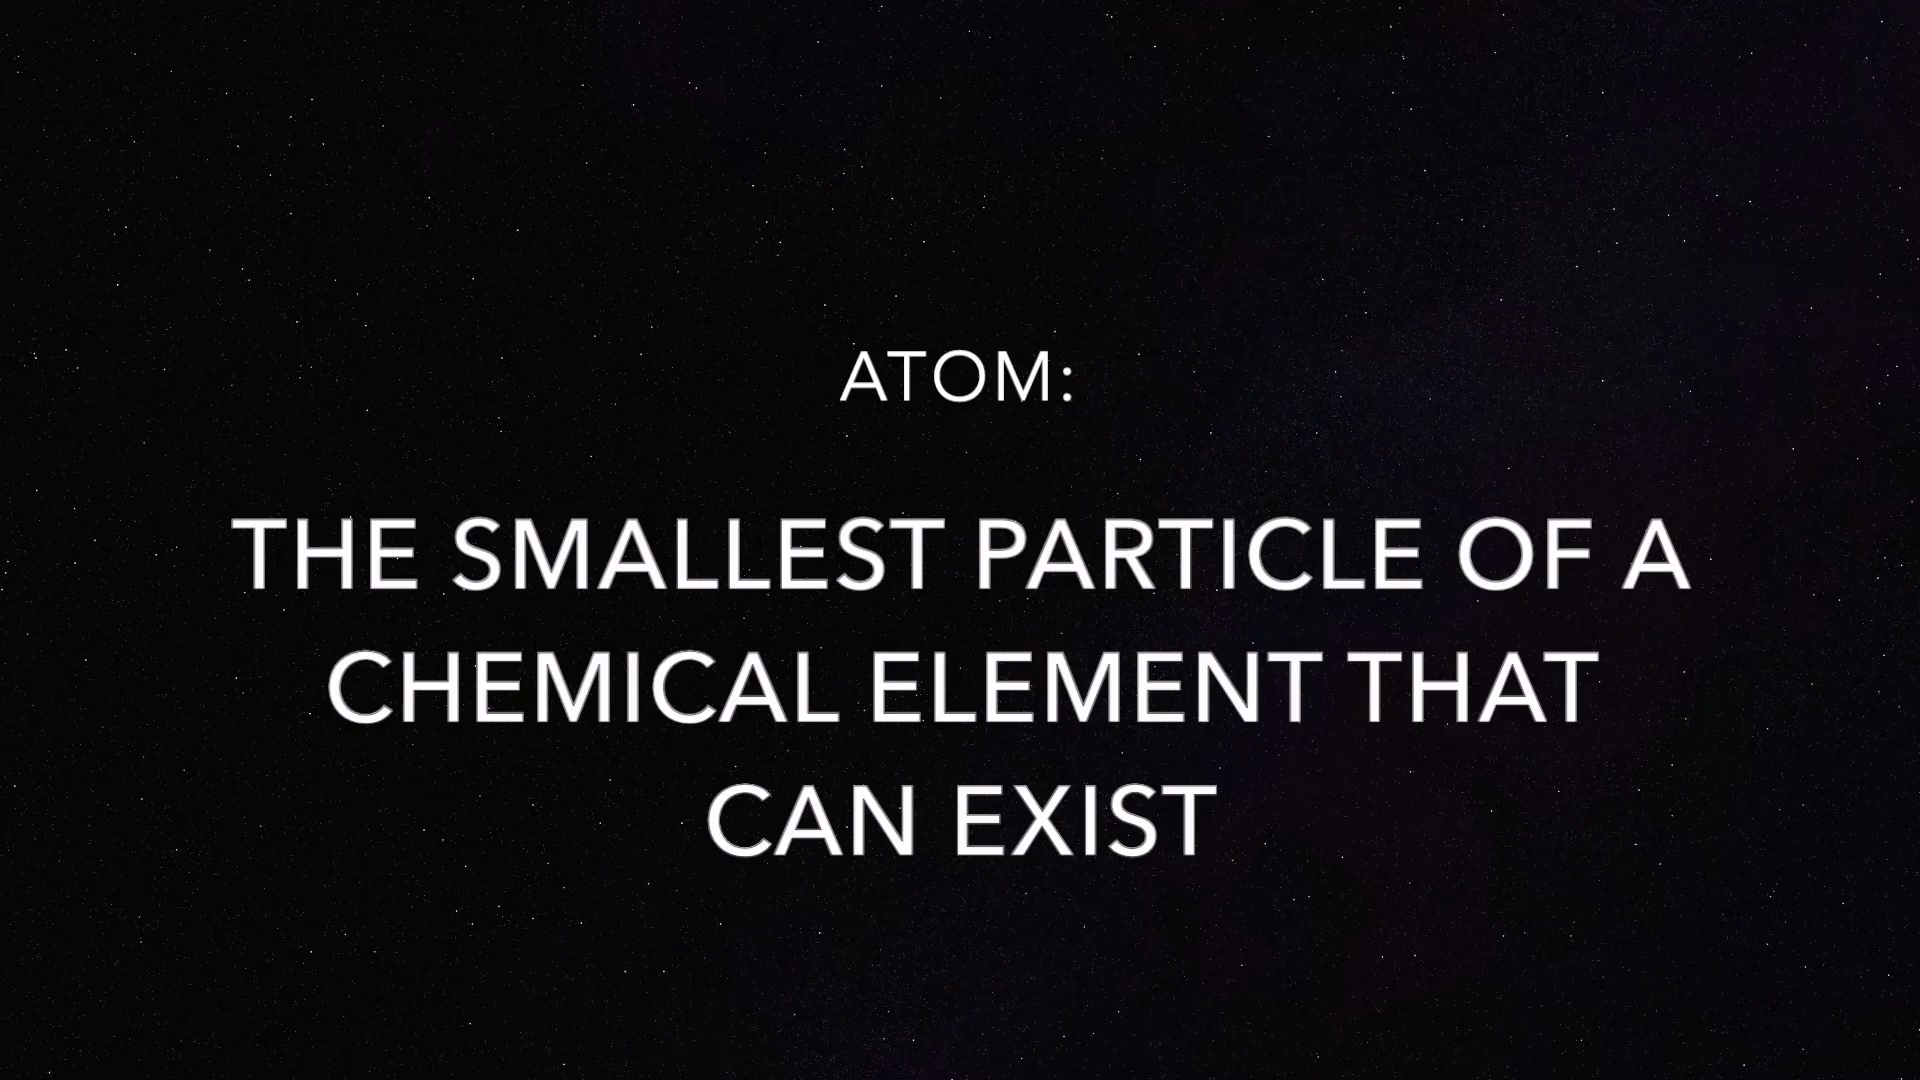 ATOM:
THE SMALLEST PARTICLE OF A
CHEMICAL ELEMENT THAT
CAN EXIST